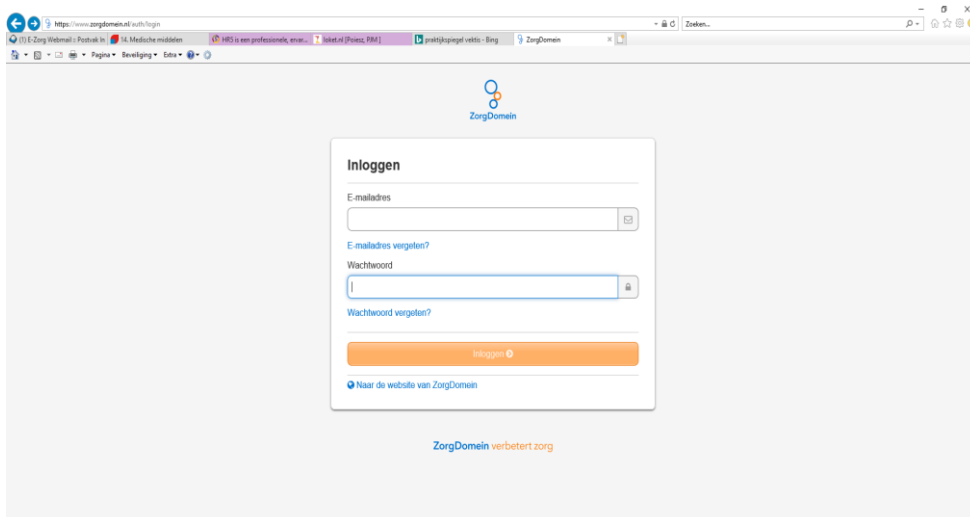 https://www.zorgdomein.nl/auth/login
Zoeken...
(1) E-Zorg Webmail :: Postvak In
14. Medische middelen
HR5 is een professionele, ervar...
loket.nl [Poiesz, P.M.]
praktijkspiegel vektis - Bing
ZorgDomein
Pagina
Beveiliging
Extra
ZorgDomein
Inloggen
E-mailadres
E-mailadres vergeten?
Wachtwoord
Wachtwoord vergeten?
Inloggen
Naar de website van ZorgDomein
ZorgDomein verbetert zorg